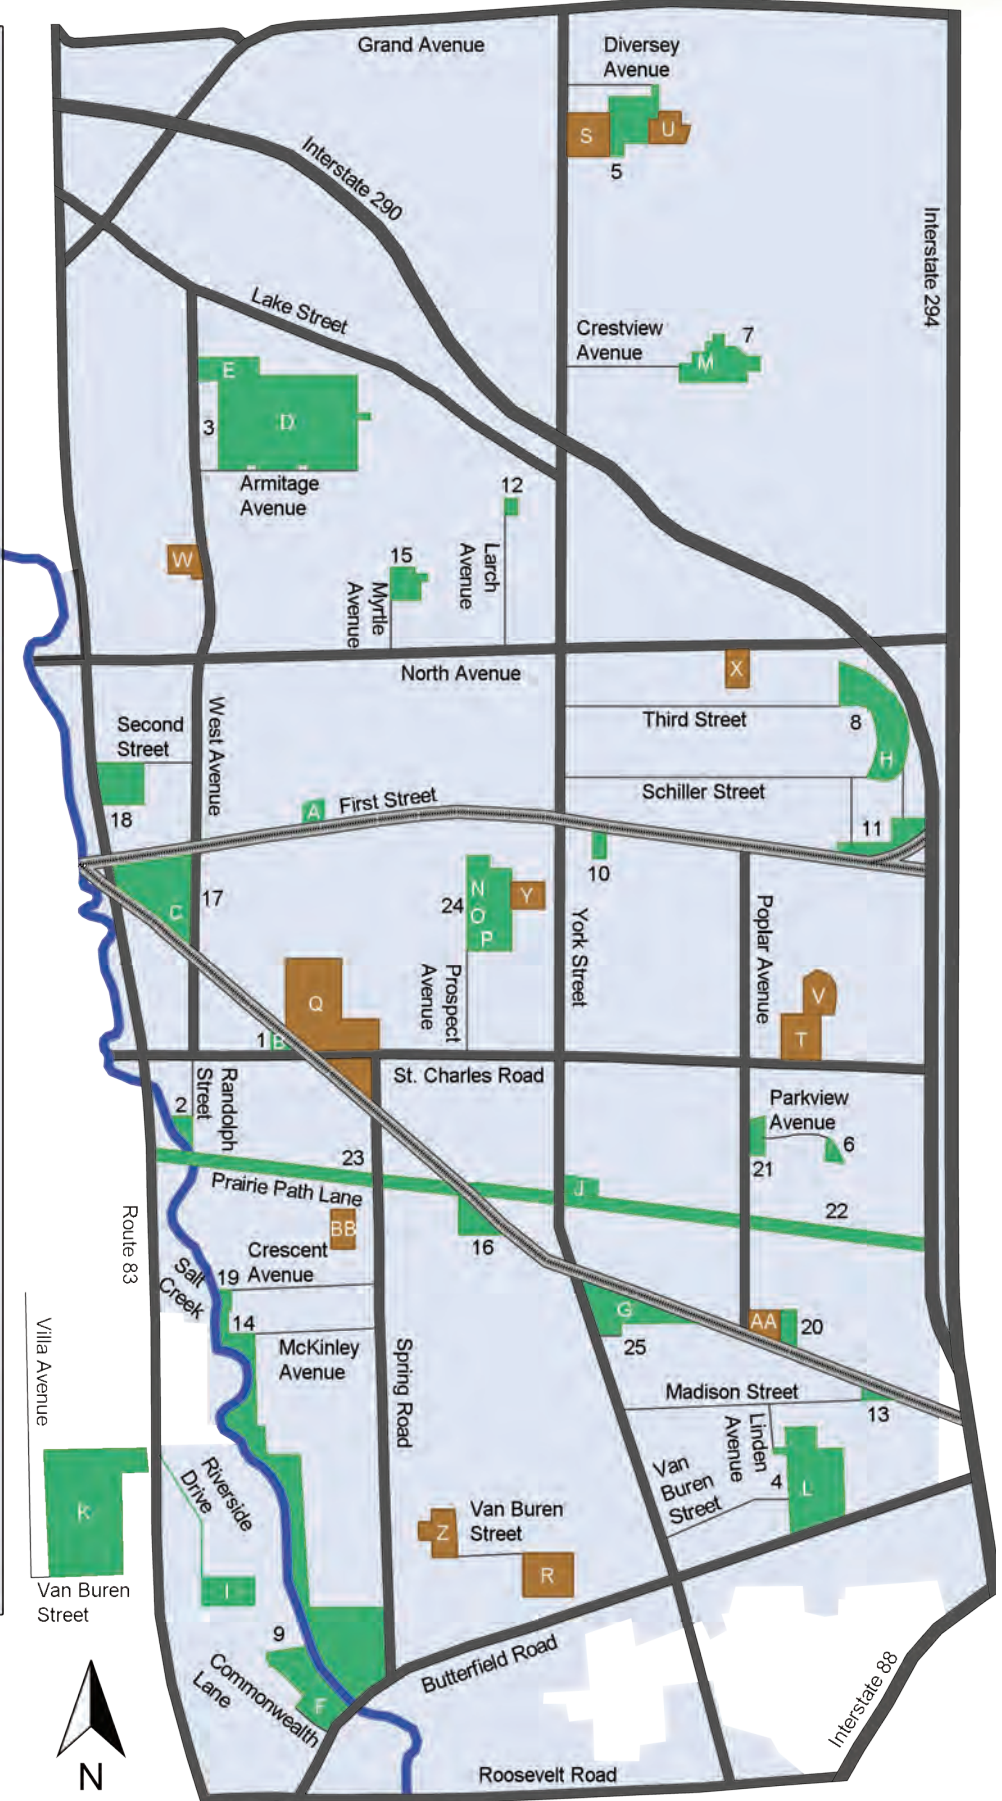 Grand Avenue
Diversey
Avenue
S
U
5
Interstate 290
Interstate 294
Lake Street
Crestview
Avenue
7
M
E
D
3
Armitage
Avenue
12
Larch
Avenue
15
Myrtle
Avenue
W
North Avenue
X
Second
Street
West Avenue
Third Street
8
H
18
A
First Street
Schiller Street
11
10
17
C
24
N
O
P
Y
York Street
Poplar Avenue
Prospect
Avenue
Q
V
T
1
B
St. Charles Road
Randolph
Street
2
Parkview
Avenue
6
21
23
Prairie Path Lane
J
22
Route 83
BB
16
Salt
Creek
19
Crescent
Avenue
14
McKinley
Avenue
G
25
AA
20
Villa Avenue
Spring Road
Madison Street
13
Linden
Avenue
Van
Buren
Street
4
L
K
Riverside
Drive
Z
Van Buren
Street
R
I
Van Buren
Street
9
Commonwealth
Lane
F
Butterfield Road
Interstate 88
Roosevelt Road
N